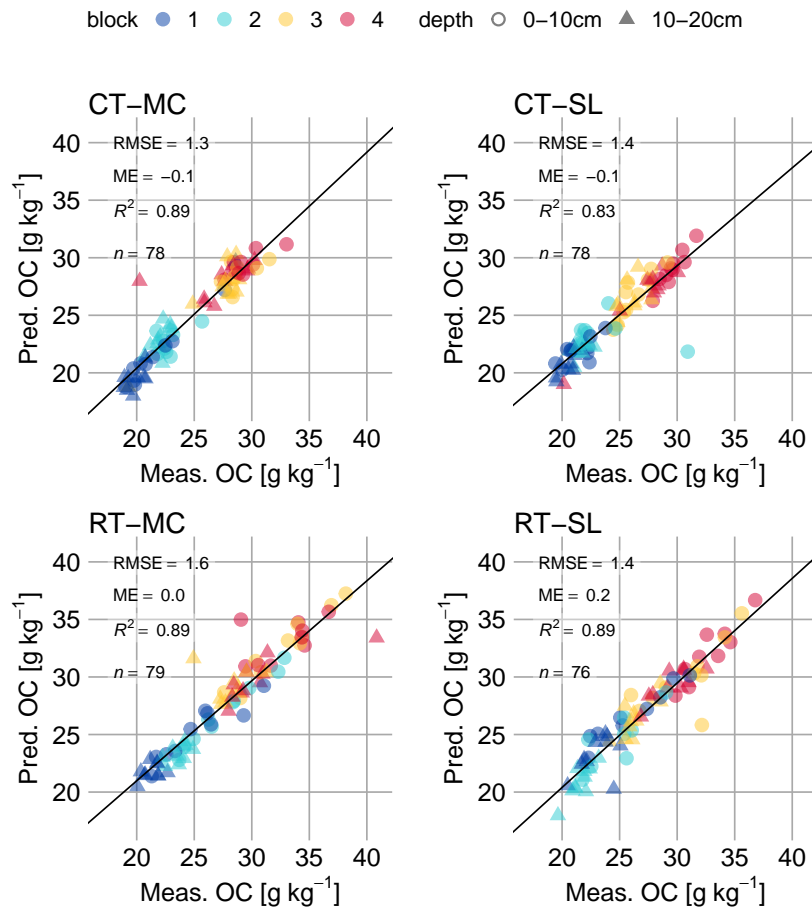 block 1 2 3 4 depth 0−10cm 10−20cm
CT−MC
RMSE = 1.3
ME = −0.1
R² = 0.89
n = 78
40
35
30
25
20
Pred. OC [g kg⁻¹]
20 25 30 35 40
Meas. OC [g kg⁻¹]
CT−SL
RMSE = 1.4
ME = −0.1
R² = 0.83
n = 78
40
35
30
25
20
Pred. OC [g kg⁻¹]
20 25 30 35 40
Meas. OC [g kg⁻¹]
RT−MC
RMSE = 1.6
ME = 0.0
R² = 0.89
n = 79
40
35
30
25
20
Pred. OC [g kg⁻¹]
20 25 30 35 40
Meas. OC [g kg⁻¹]
RT−SL
RMSE = 1.4
ME = 0.2
R² = 0.89
n = 76
40
35
30
25
20
Pred. OC [g kg⁻¹]
20 25 30 35 40
Meas. OC [g kg⁻¹]